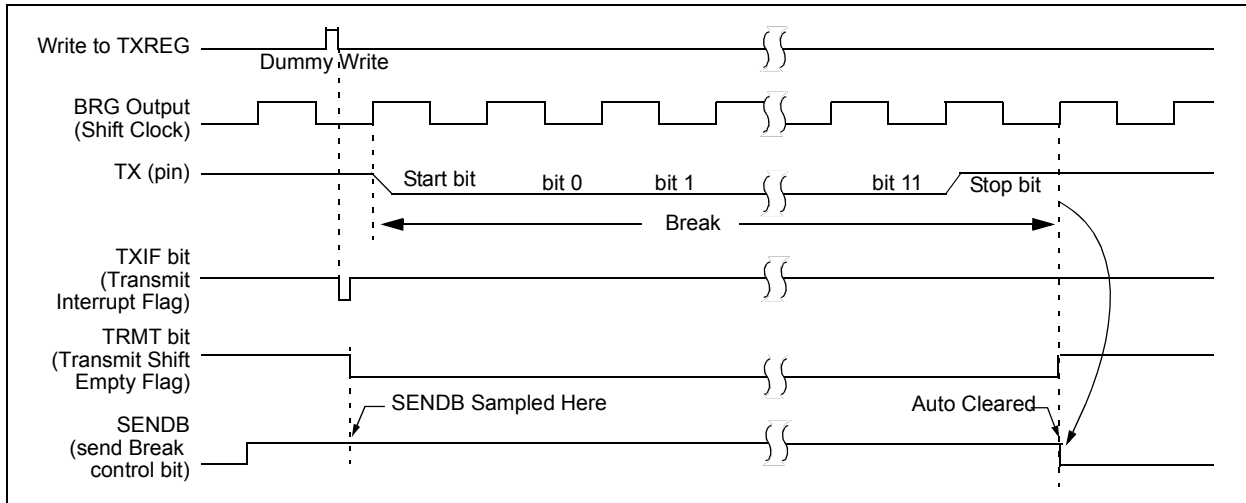 Write to TXREG
Dummy Write
BRG Output
(Shift Clock)
TX (pin)
Start bit
bit 0
bit 1
bit 11
Stop bit
Break
TXIF bit
(Transmit
Interrupt Flag)
TRMT bit
(Transmit Shift
Empty Flag)
SENDB Sampled Here
Auto Cleared
SENDB
(send Break
control bit)